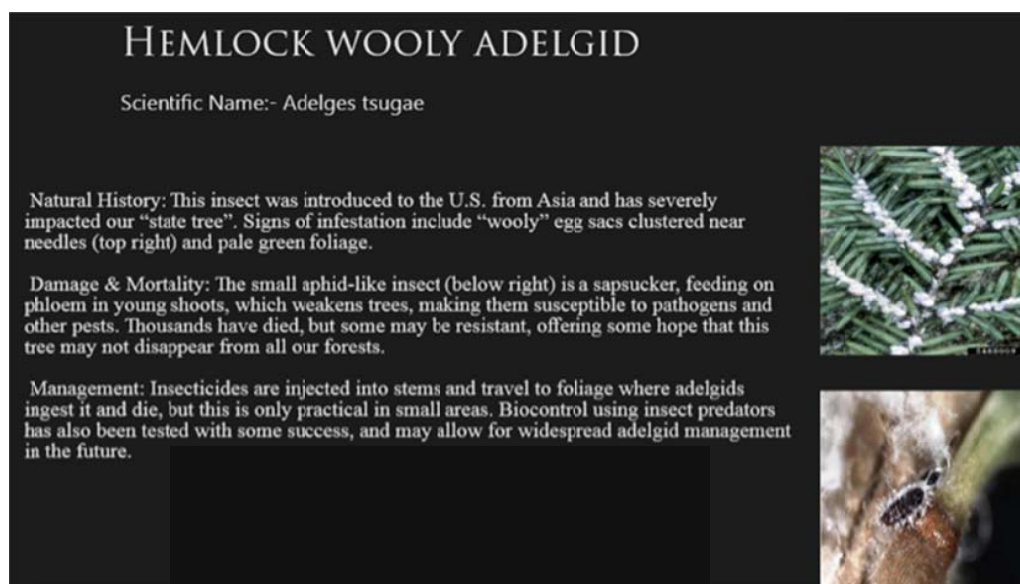 HEMLOCK WOOLY ADELGID
Scientific Name:- Adelges tsugae
Natural History: This insect was introduced to the U.S. from Asia and has severely
impacted our “state tree”. Signs of infestation include “wooly” egg sacs clustered near
needles (top right) and pale green foliage.
Damage & Mortality: The small aphid-like insect (below right) is a sapsucker, feeding on
phloem in young shoots, which weakens trees, making them susceptible to pathogens and
other pests. Thousands have died, but some may be resistant, offering some hope that this
tree may not disappear from all our forests.
Management: Insecticides are injected into stems and travel to foliage where adelgids
ingest it and die, but this is only practical in small areas. Biocontrol using insect predators
has also been tested with some success, and may allow for widespread adelgid management
in the future.